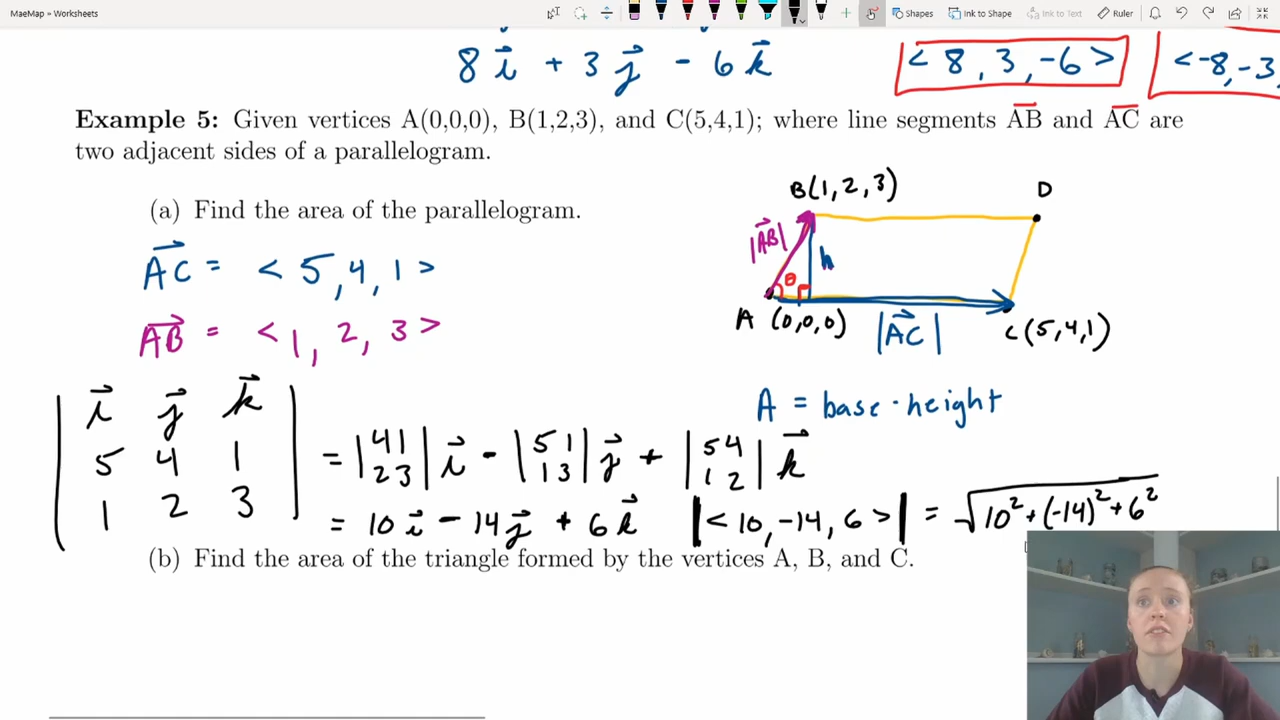 MaeMap » Worksheets
Shapes Ink to Shape Ink to Text Ruler
8 i⃗ + 3 j⃗ - 6 k⃗ < 8, 3, -6 > < -8, -3,
Example 5: Given vertices A(0,0,0), B(1,2,3), and C(5,4,1); where line segments A̅B̅ and A̅C̅ are
two adjacent sides of a parallelogram.
B(1,2,3) D
(a) Find the area of the parallelogram.
|AB⃗|
h
θ
AC⃗ = < 5, 4, 1 >
A (0,0,0) |AC⃗| C(5,4,1)
AB⃗ = < 1, 2, 3 >
A = base · height
| i⃗ j⃗ k⃗ |
| 5 4 1 | = |4 1| i⃗ - |5 1| j⃗ + |5 4| k⃗
| 1 2 3 | |2 3| |1 3| |1 2|
= 10 i⃗ - 14 j⃗ + 6 k⃗ |< 10, -14, 6 >| = √10² + (-14)² + 6²
(b) Find the area of the triangle formed by the vertices A, B, and C.